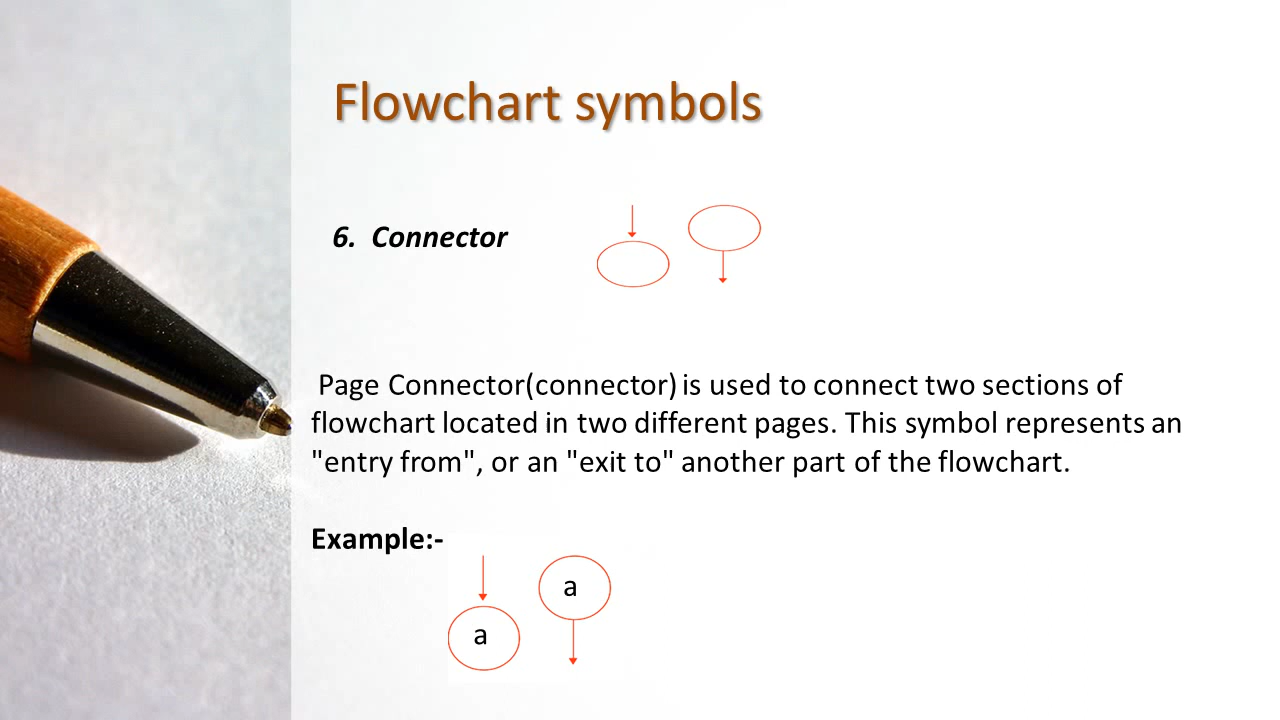 Flowchart symbols
6. Connector
Page Connector(connector) is used to connect two sections of
flowchart located in two different pages. This symbol represents an
"entry from", or an "exit to" another part of the flowchart.
Example:-
a
a